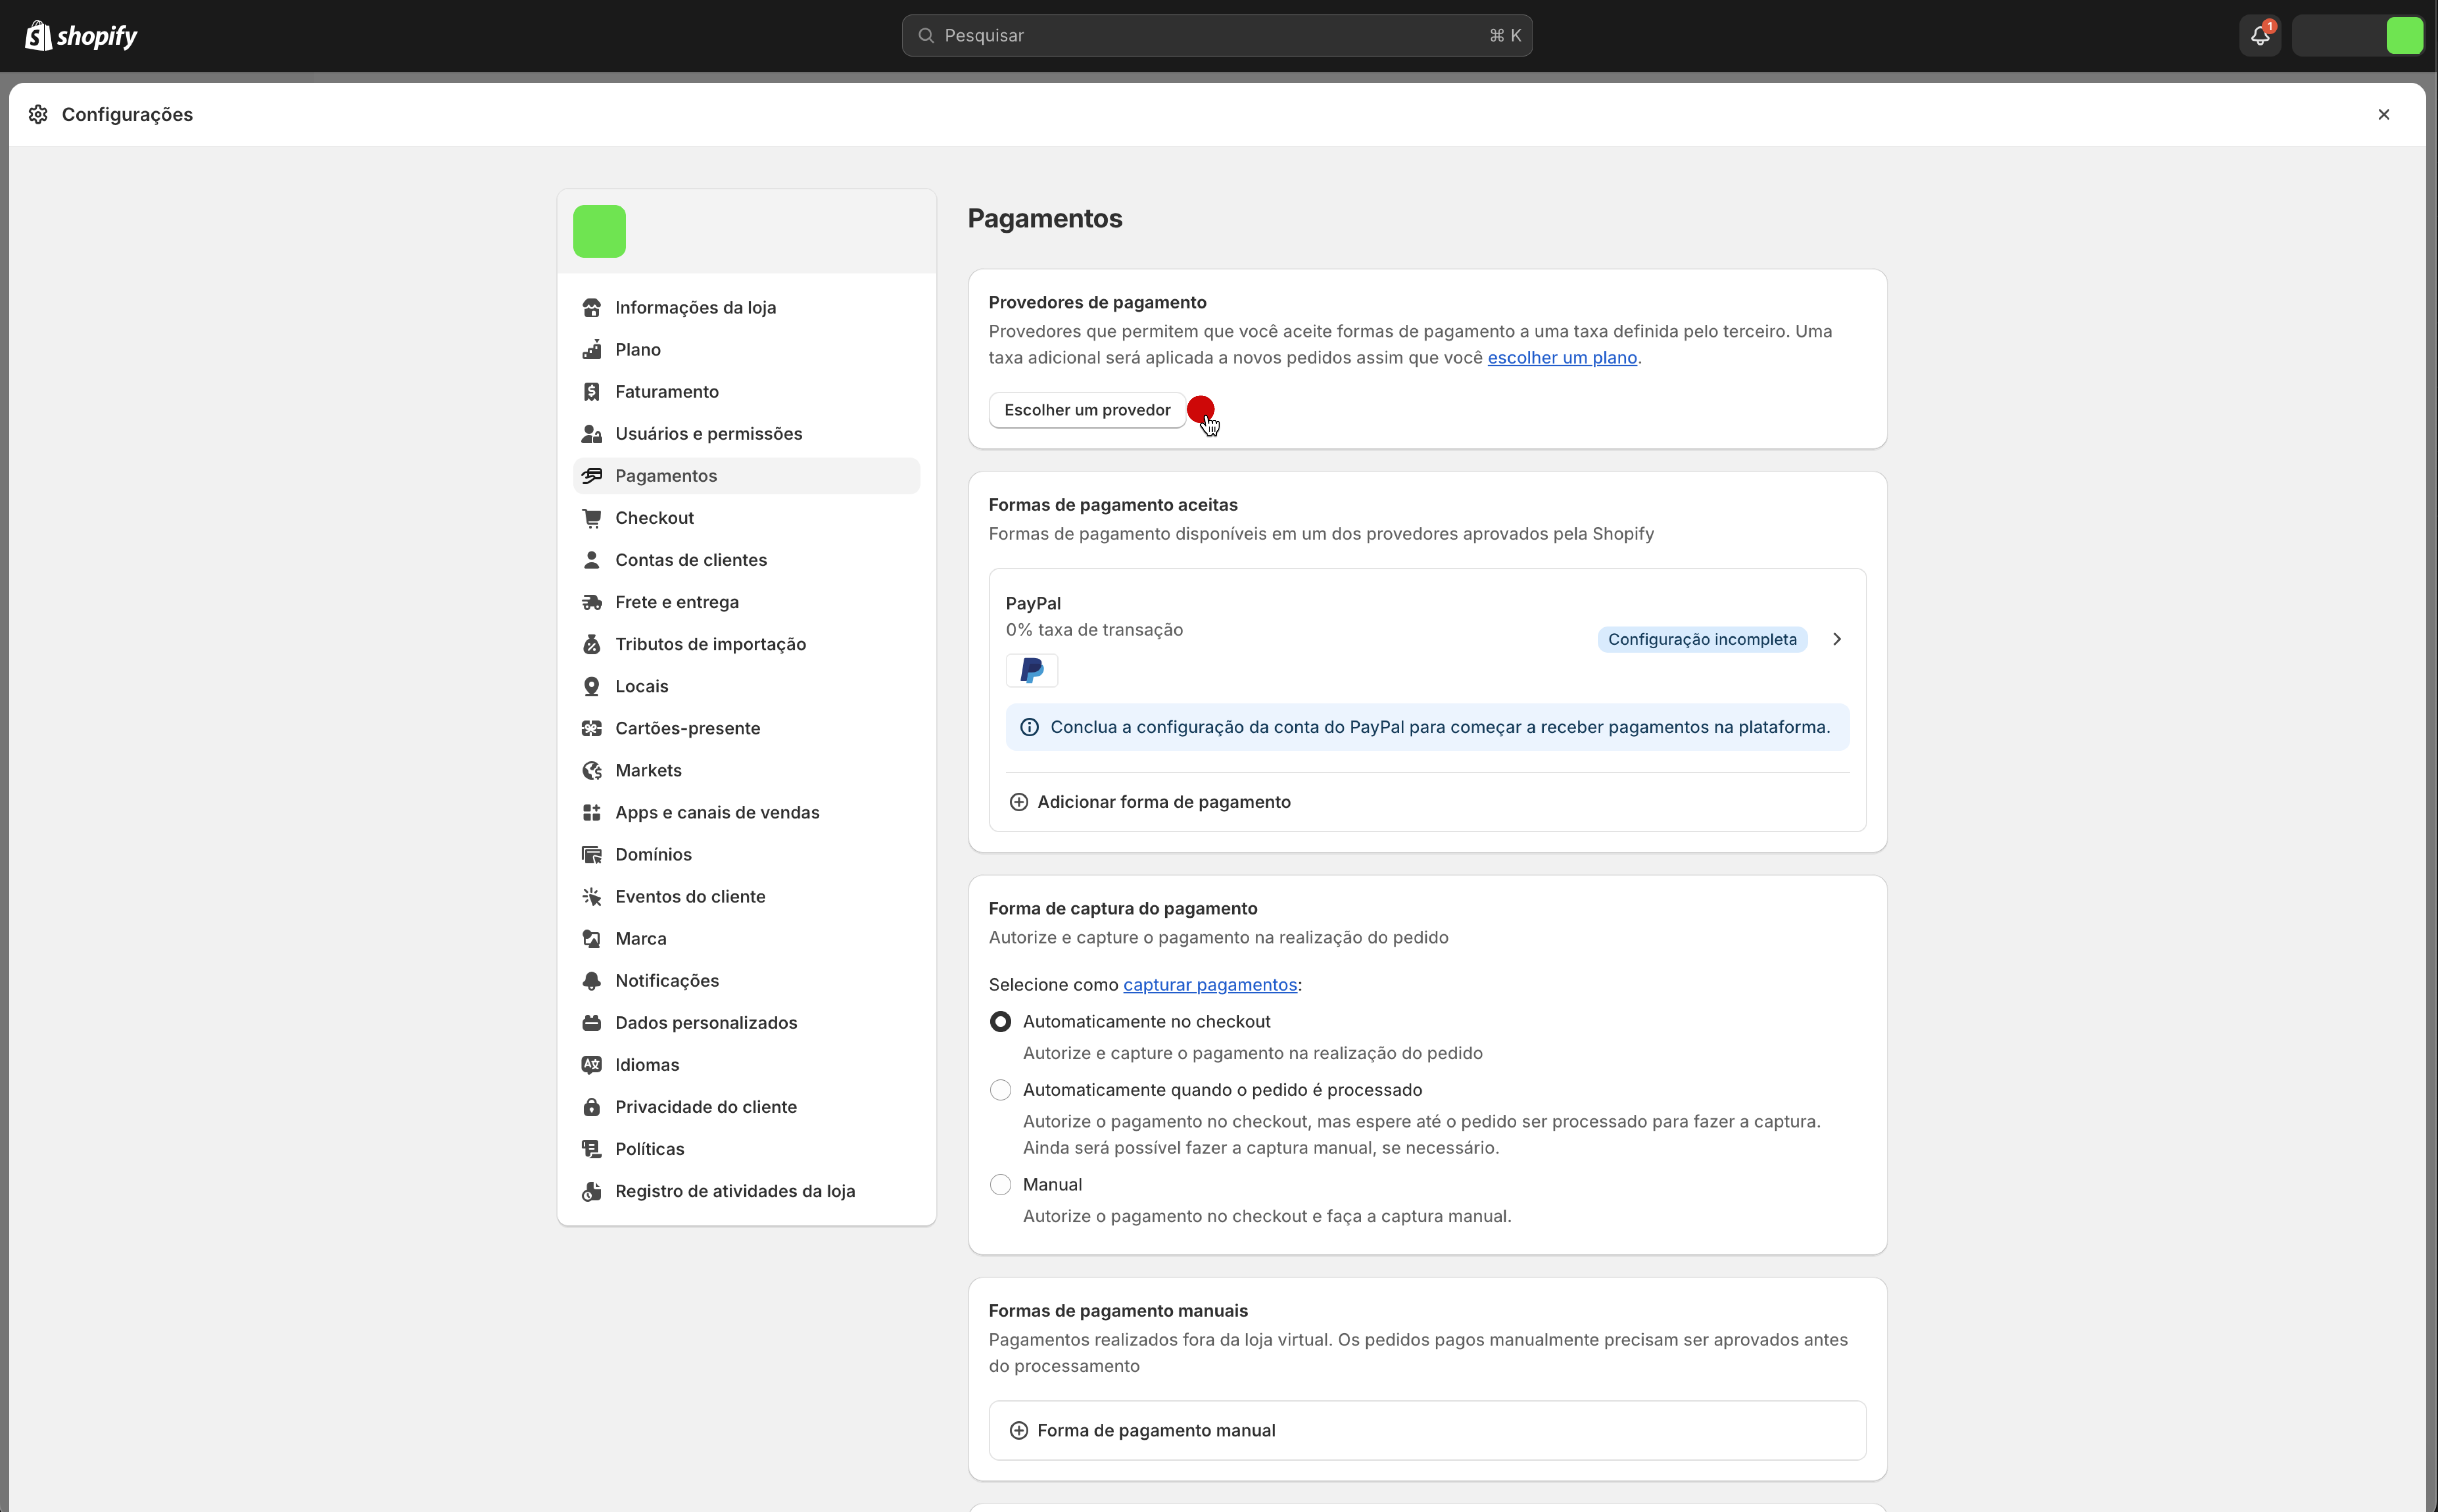 shopify
Pesquisar
⌘ K
1
Configurações
Informações da loja
Plano
Faturamento
Usuários e permissões
Pagamentos
Checkout
Contas de clientes
Frete e entrega
Tributos de importação
Locais
Cartões-presente
Markets
Apps e canais de vendas
Domínios
Eventos do cliente
Marca
Notificações
Dados personalizados
Idiomas
Privacidade do cliente
Políticas
Registro de atividades da loja
Pagamentos
Provedores de pagamento
Provedores que permitem que você aceite formas de pagamento a uma taxa definida pelo terceiro. Uma
taxa adicional será aplicada a novos pedidos assim que você escolher um plano.
Escolher um provedor
Formas de pagamento aceitas
Formas de pagamento disponíveis em um dos provedores aprovados pela Shopify
PayPal
0% taxa de transação
Configuração incompleta
Conclua a configuração da conta do PayPal para começar a receber pagamentos na plataforma.
Adicionar forma de pagamento
Forma de captura do pagamento
Autorize e capture o pagamento na realização do pedido
Selecione como capturar pagamentos:
Automaticamente no checkout
Autorize e capture o pagamento na realização do pedido
Automaticamente quando o pedido é processado
Autorize o pagamento no checkout, mas espere até o pedido ser processado para fazer a captura.
Ainda será possível fazer a captura manual, se necessário.
Manual
Autorize o pagamento no checkout e faça a captura manual.
Formas de pagamento manuais
Pagamentos realizados fora da loja virtual. Os pedidos pagos manualmente precisam ser aprovados antes
do processamento
Forma de pagamento manual